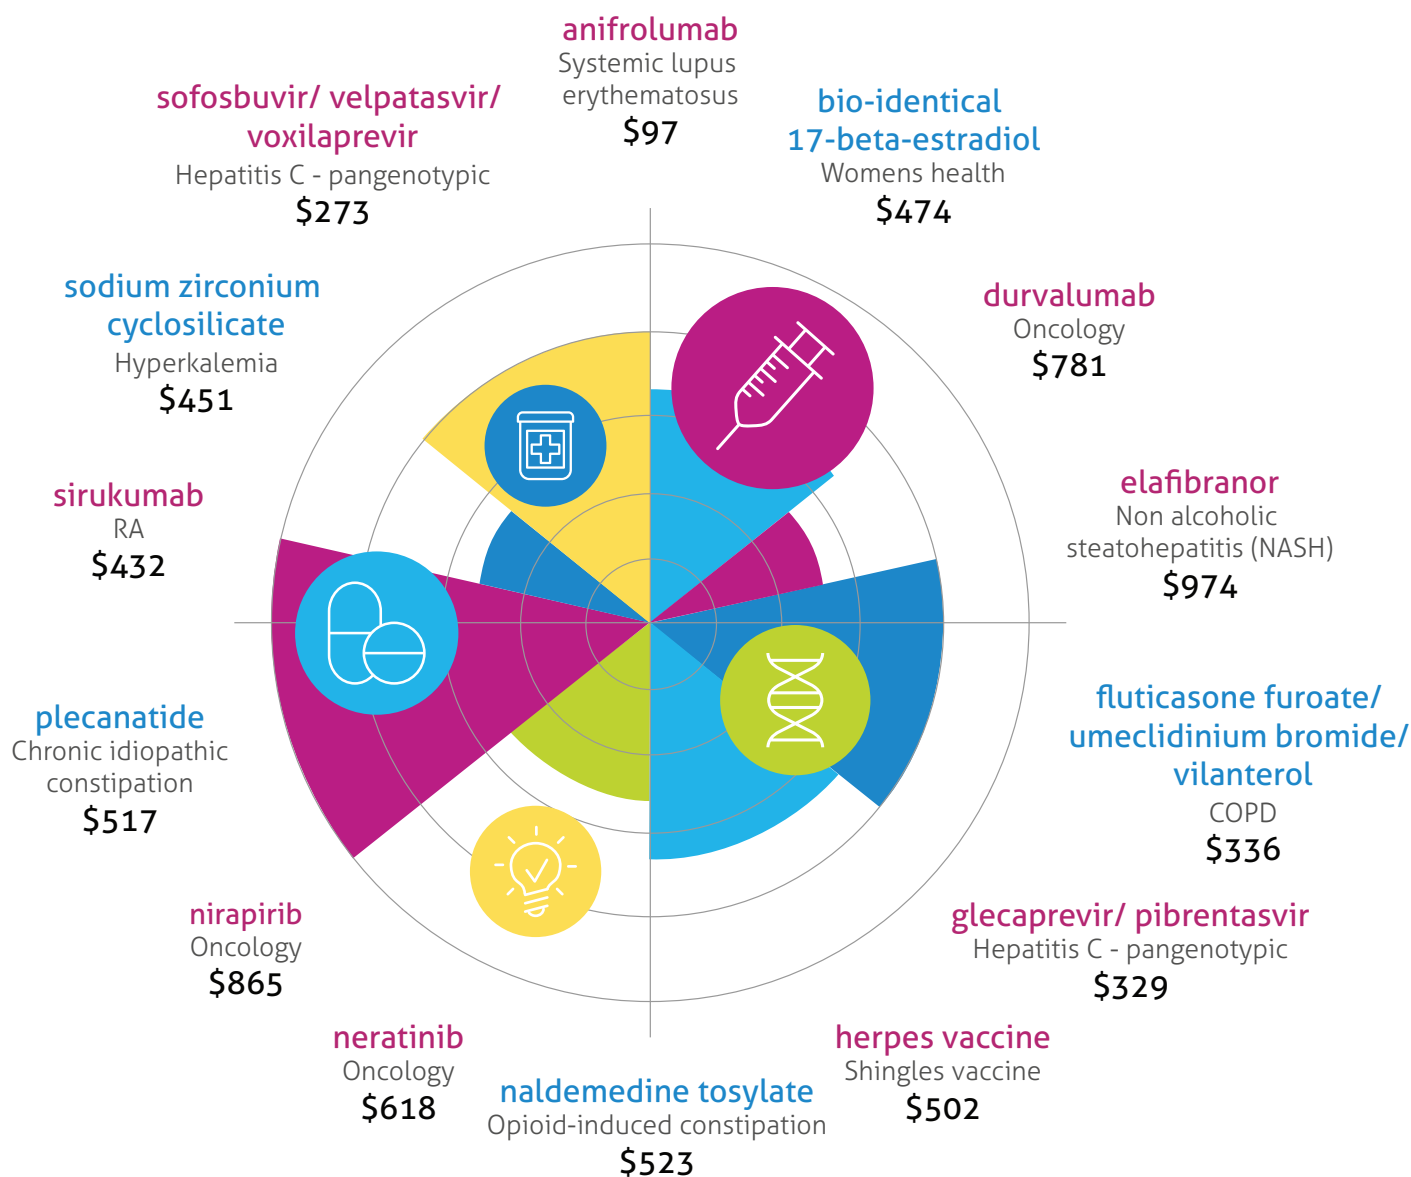 anifrolumab
Systemic lupus
erythematosus
$97
bio-identical
17-beta-estradiol
Womens health
$474
durvalumab
Oncology
$781
elafibranor
Non alcoholic
steatohepatitis (NASH)
$974
fluticasone furoate/
umeclidinium bromide/
vilanterol
COPD
$336
glecaprevir/ pibrentasvir
Hepatitis C - pangenotypic
$329
herpes vaccine
Shingles vaccine
$502
naldemedine tosylate
Opioid-induced constipation
$523
neratinib
Oncology
$618
nirapirib
Oncology
$865
plecanatide
Chronic idiopathic
constipation
$517
sirukumab
RA
$432
sodium zirconium
cyclosilicate
Hyperkalemia
$451
sofosbuvir/ velpatasvir/
voxilaprevir
Hepatitis C - pangenotypic
$273